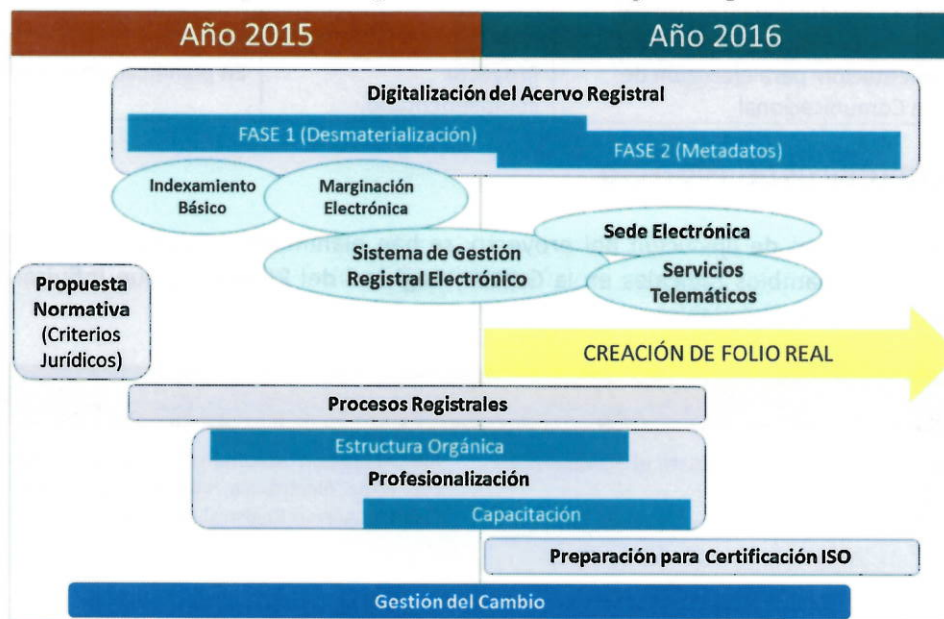 Año 2015
Año 2016
Digitalización del Acervo Registral
FASE 1 (Desmaterialización)
FASE 2 (Metadatos)
Indexamiento
Básico
Marginación
Electrónica
Sede Electrónica
Sistema de Gestión
Registral Electrónico
Servicios
Telemáticos
Propuesta
Normativa
(Criterios
Jurídicos)
CREACIÓN DE FOLIO REAL
Procesos Registrales
Estructura Orgánica
Profesionalización
Capacitación
Preparación para Certificación ISO
Gestión del Cambio